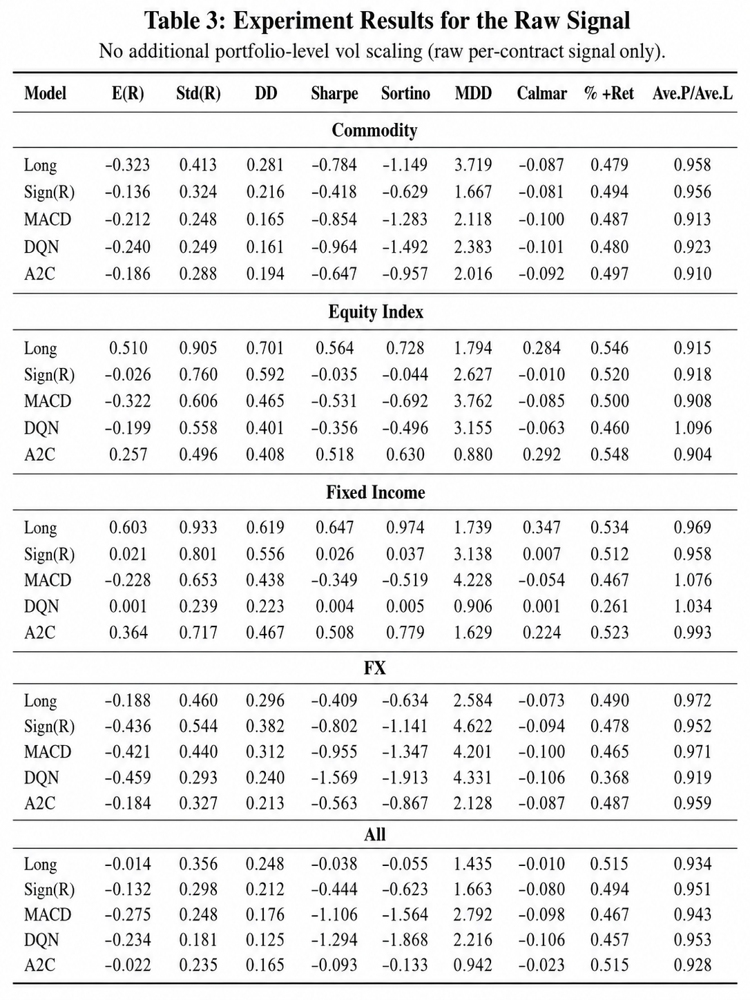 Table 3: Experiment Results for the Raw Signal
No additional portfolio-level vol scaling (raw per-contract signal only).
Model E(R) Std(R) DD Sharpe Sortino MDD Calmar % +Ret Ave.P/Ave.L
Commodity
Long −0.323 0.413 0.281 −0.784 −1.149 3.719 −0.087 0.479 0.958
Sign(R) −0.136 0.324 0.216 −0.418 −0.629 1.667 −0.081 0.494 0.956
MACD −0.212 0.248 0.165 −0.854 −1.283 2.118 −0.100 0.487 0.913
DQN −0.240 0.249 0.161 −0.964 −1.492 2.383 −0.101 0.480 0.923
A2C −0.186 0.288 0.194 −0.647 −0.957 2.016 −0.092 0.497 0.910
Equity Index
Long 0.510 0.905 0.701 0.564 0.728 1.794 0.284 0.546 0.915
Sign(R) −0.026 0.760 0.592 −0.035 −0.044 2.627 −0.010 0.520 0.918
MACD −0.322 0.606 0.465 −0.531 −0.692 3.762 −0.085 0.500 0.908
DQN −0.199 0.558 0.401 −0.356 −0.496 3.155 −0.063 0.460 1.096
A2C 0.257 0.496 0.408 0.518 0.630 0.880 0.292 0.548 0.904
Fixed Income
Long 0.603 0.933 0.619 0.647 0.974 1.739 0.347 0.534 0.969
Sign(R) 0.021 0.801 0.556 0.026 0.037 3.138 0.007 0.512 0.958
MACD −0.228 0.653 0.438 −0.349 −0.519 4.228 −0.054 0.467 1.076
DQN 0.001 0.239 0.223 0.004 0.005 0.906 0.001 0.261 1.034
A2C 0.364 0.717 0.467 0.508 0.779 1.629 0.224 0.523 0.993
FX
Long −0.188 0.460 0.296 −0.409 −0.634 2.584 −0.073 0.490 0.972
Sign(R) −0.436 0.544 0.382 −0.802 −1.141 4.622 −0.094 0.478 0.952
MACD −0.421 0.440 0.312 −0.955 −1.347 4.201 −0.100 0.465 0.971
DQN −0.459 0.293 0.240 −1.569 −1.913 4.331 −0.106 0.368 0.919
A2C −0.184 0.327 0.213 −0.563 −0.867 2.128 −0.087 0.487 0.959
All
Long −0.014 0.356 0.248 −0.038 −0.055 1.435 −0.010 0.515 0.934
Sign(R) −0.132 0.298 0.212 −0.444 −0.623 1.663 −0.080 0.494 0.951
MACD −0.275 0.248 0.176 −1.106 −1.564 2.792 −0.098 0.467 0.943
DQN −0.234 0.181 0.125 −1.294 −1.868 2.216 −0.106 0.457 0.953
A2C −0.022 0.235 0.165 −0.093 −0.133 0.942 −0.023 0.515 0.928